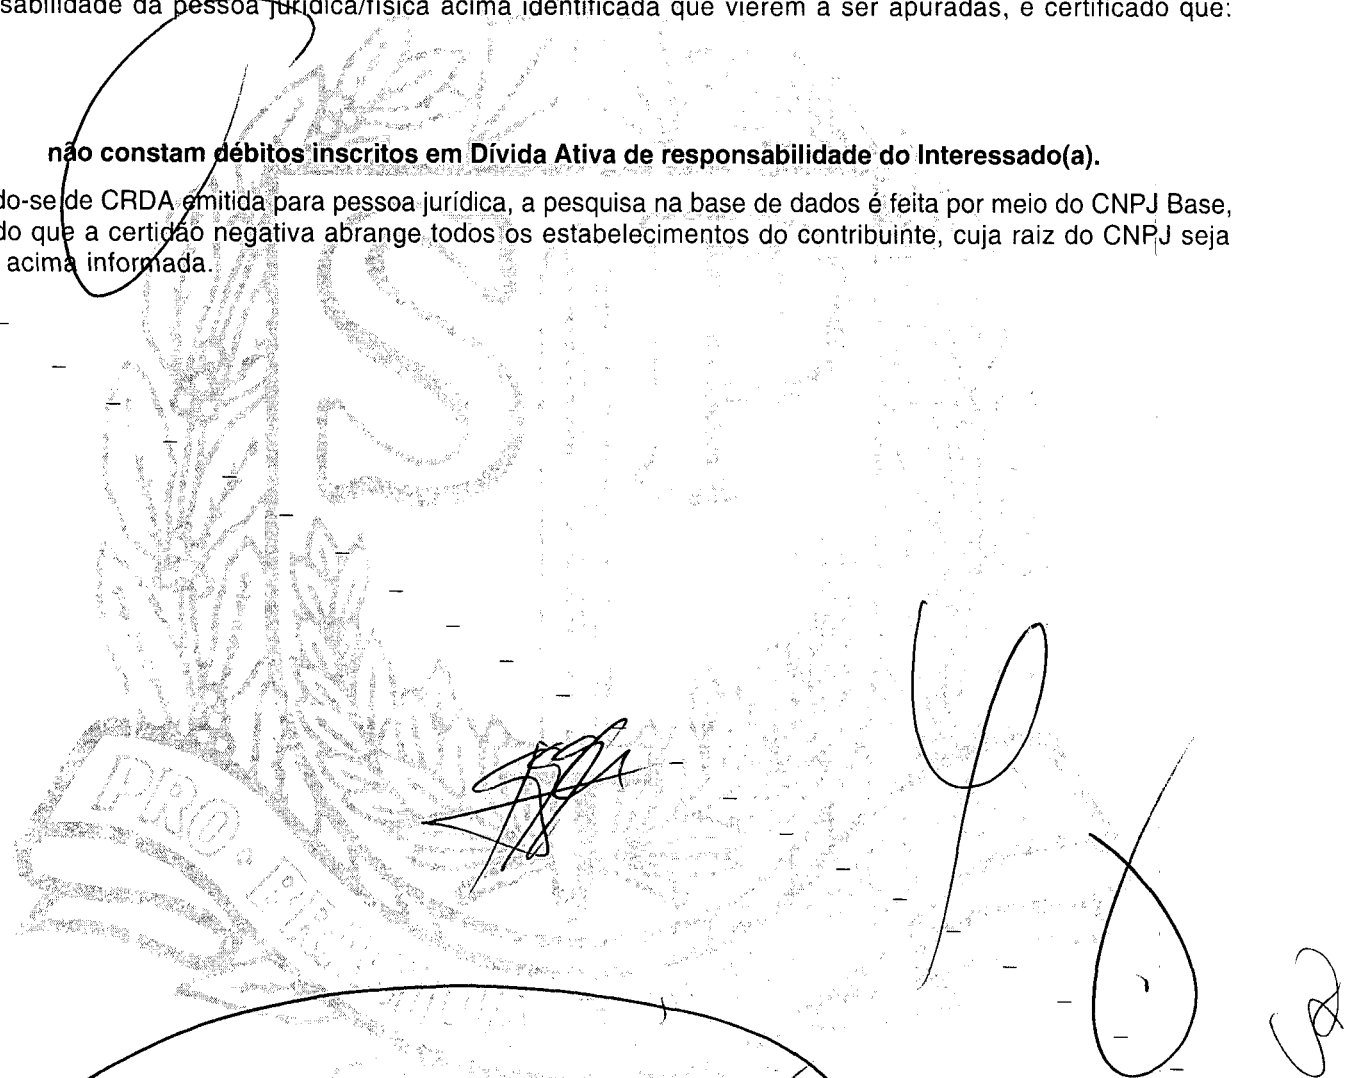 sabilidade da pessoa jurídica/física acima identificada que vierem a ser apuradas, é certificado que:
não constam débitos inscritos em Dívida Ativa de responsabilidade do Interessado(a).
do-se de CRDA emitida para pessoa jurídica, a pesquisa na base de dados é feita por meio do CNPJ Base,
do que a certidão negativa abrange todos os estabelecimentos do contribuinte, cuja raiz do CNPJ seja
acima informada.
SP
PRO